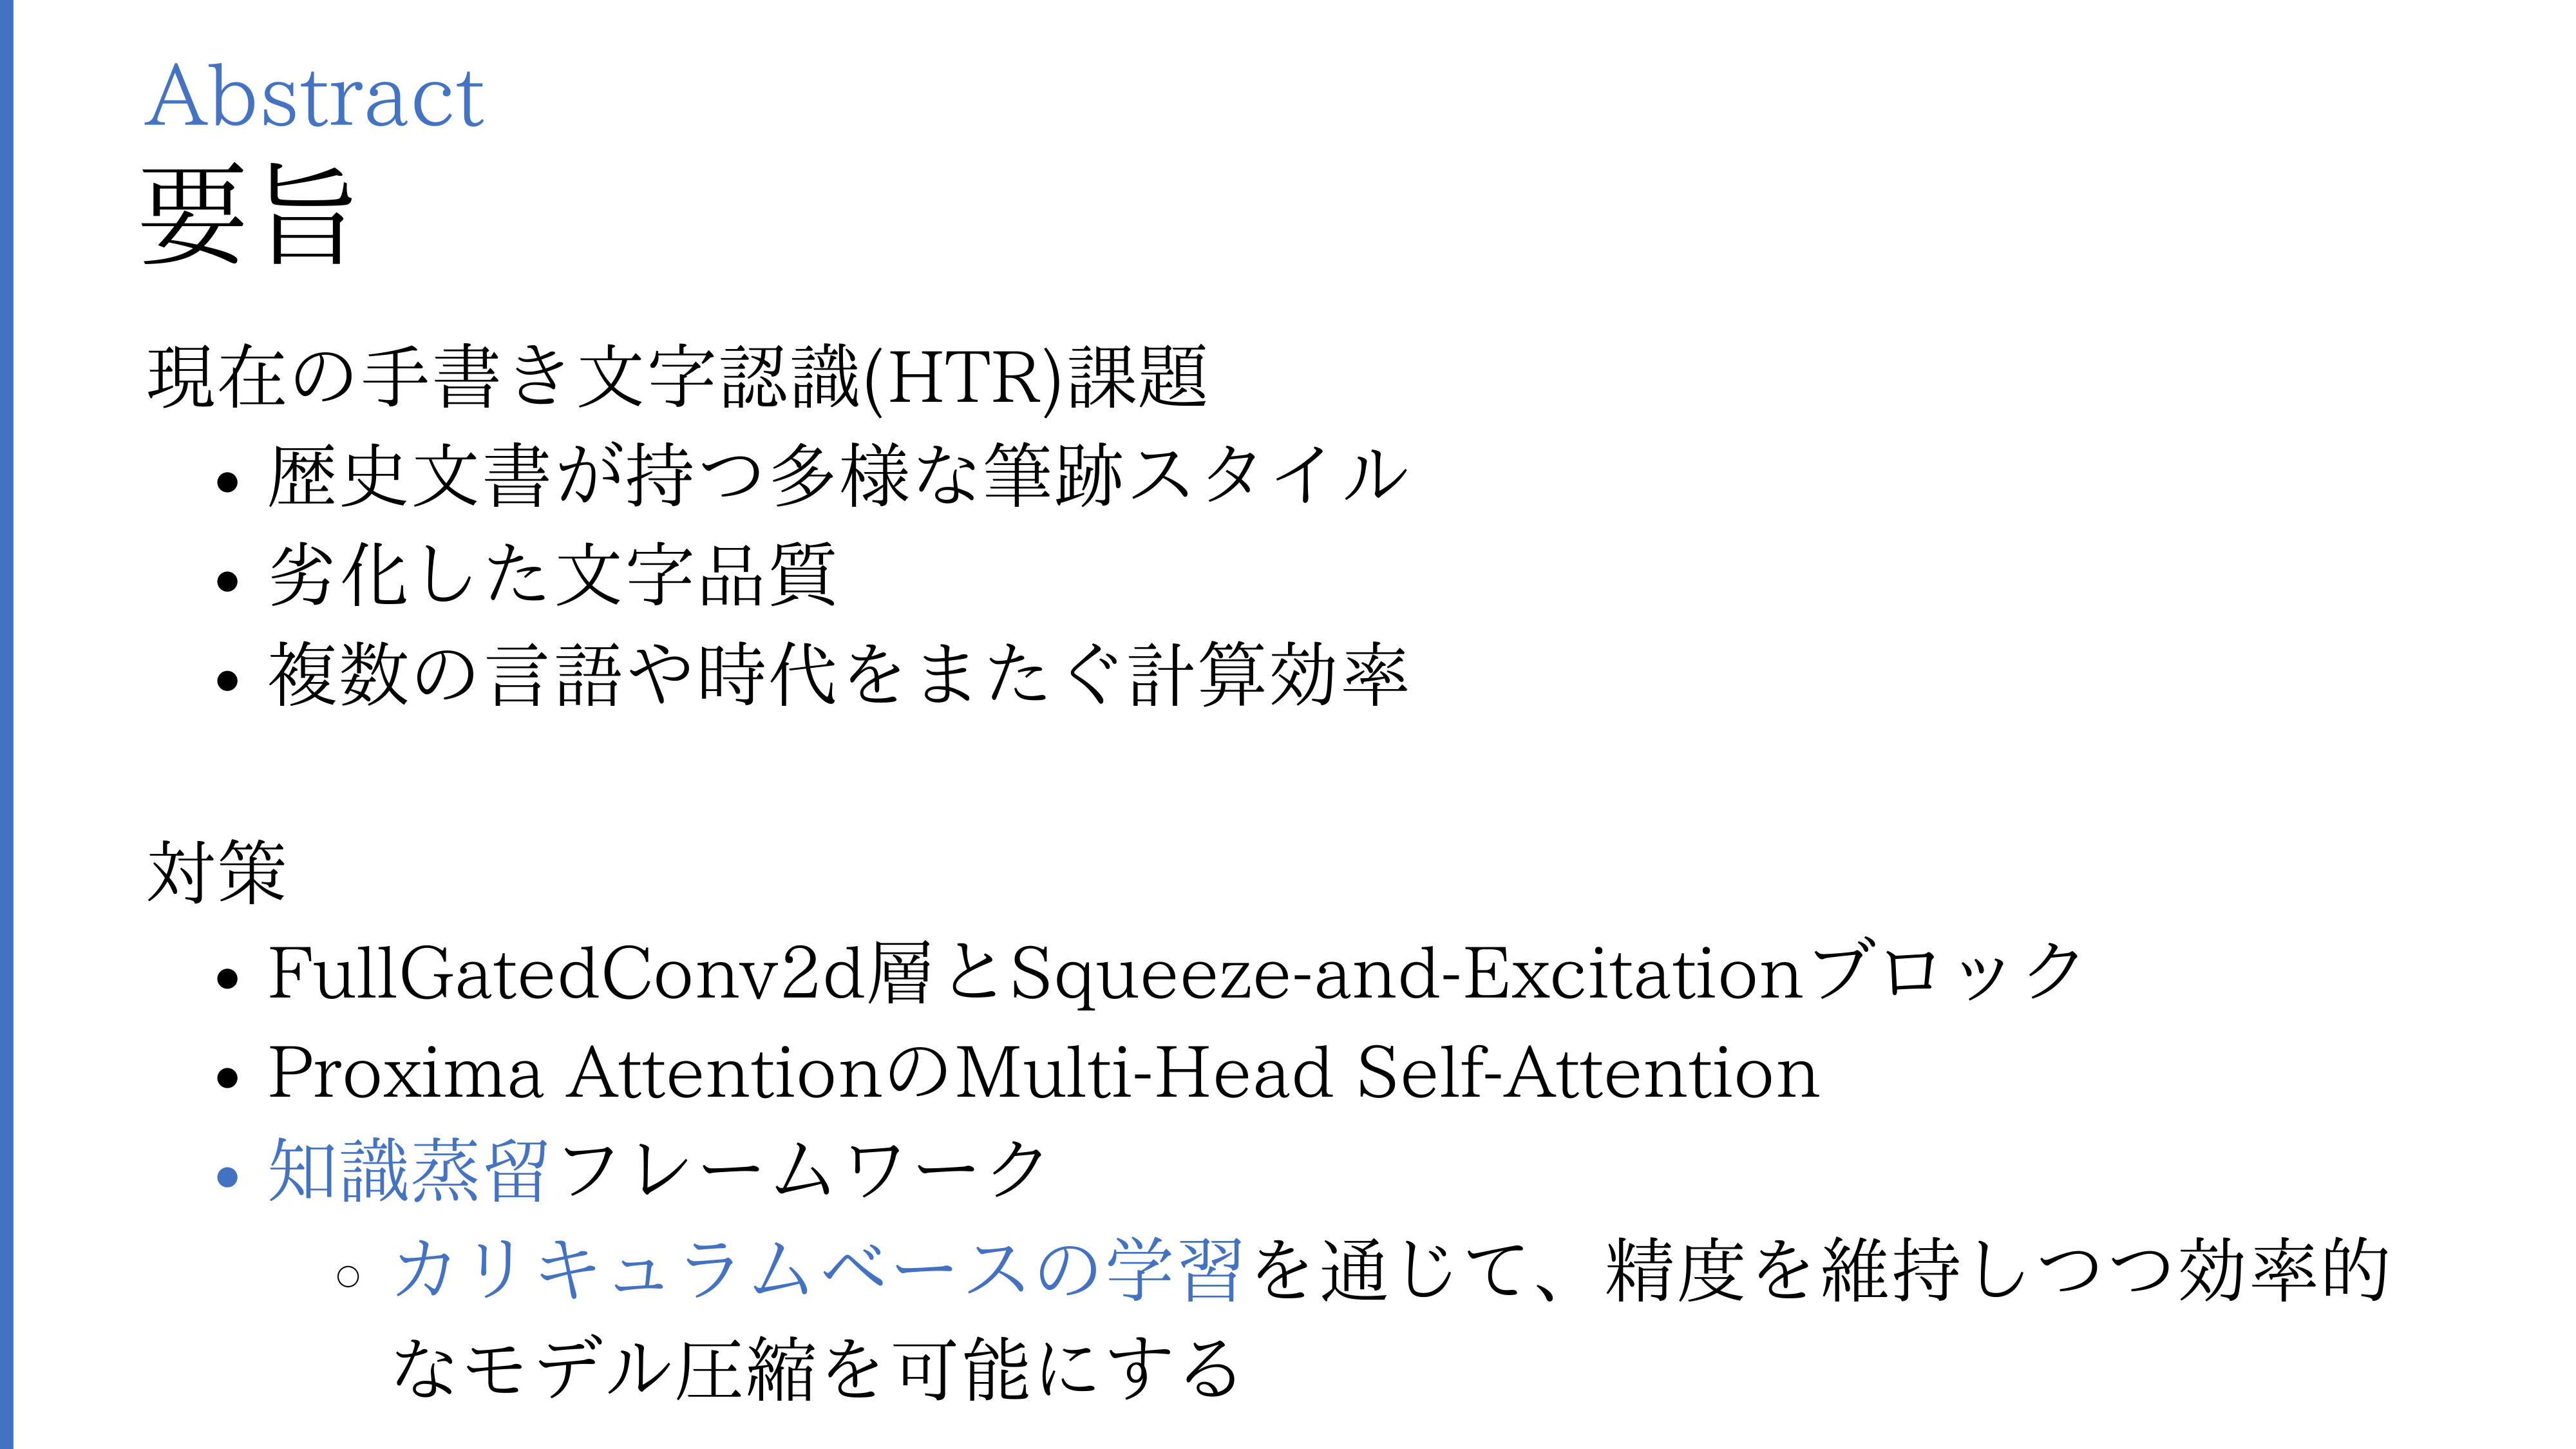 Abstract
要旨
現在の手書き文字認識(HTR)課題
• 歴史文書が持つ多様な筆跡スタイル
• 劣化した文字品質
• 複数の言語や時代をまたぐ計算効率
対策
• FullGatedConv2d層とSqueeze-and-Excitationブロック
• Proxima AttentionのMulti-Head Self-Attention
• 知識蒸留フレームワーク
○ カリキュラムベースの学習を通じて、精度を維持しつつ効率的
なモデル圧縮を可能にする